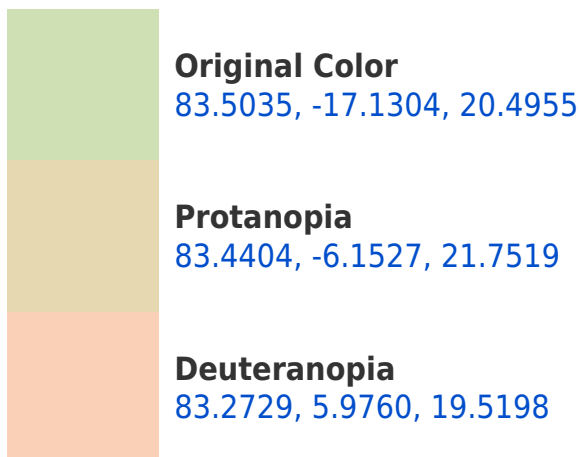 Original Color
83.5035, -17.1304, 20.4955
Protanopia
83.4404, -6.1527, 21.7519
Deuteranopia
83.2729, 5.9760, 19.5198